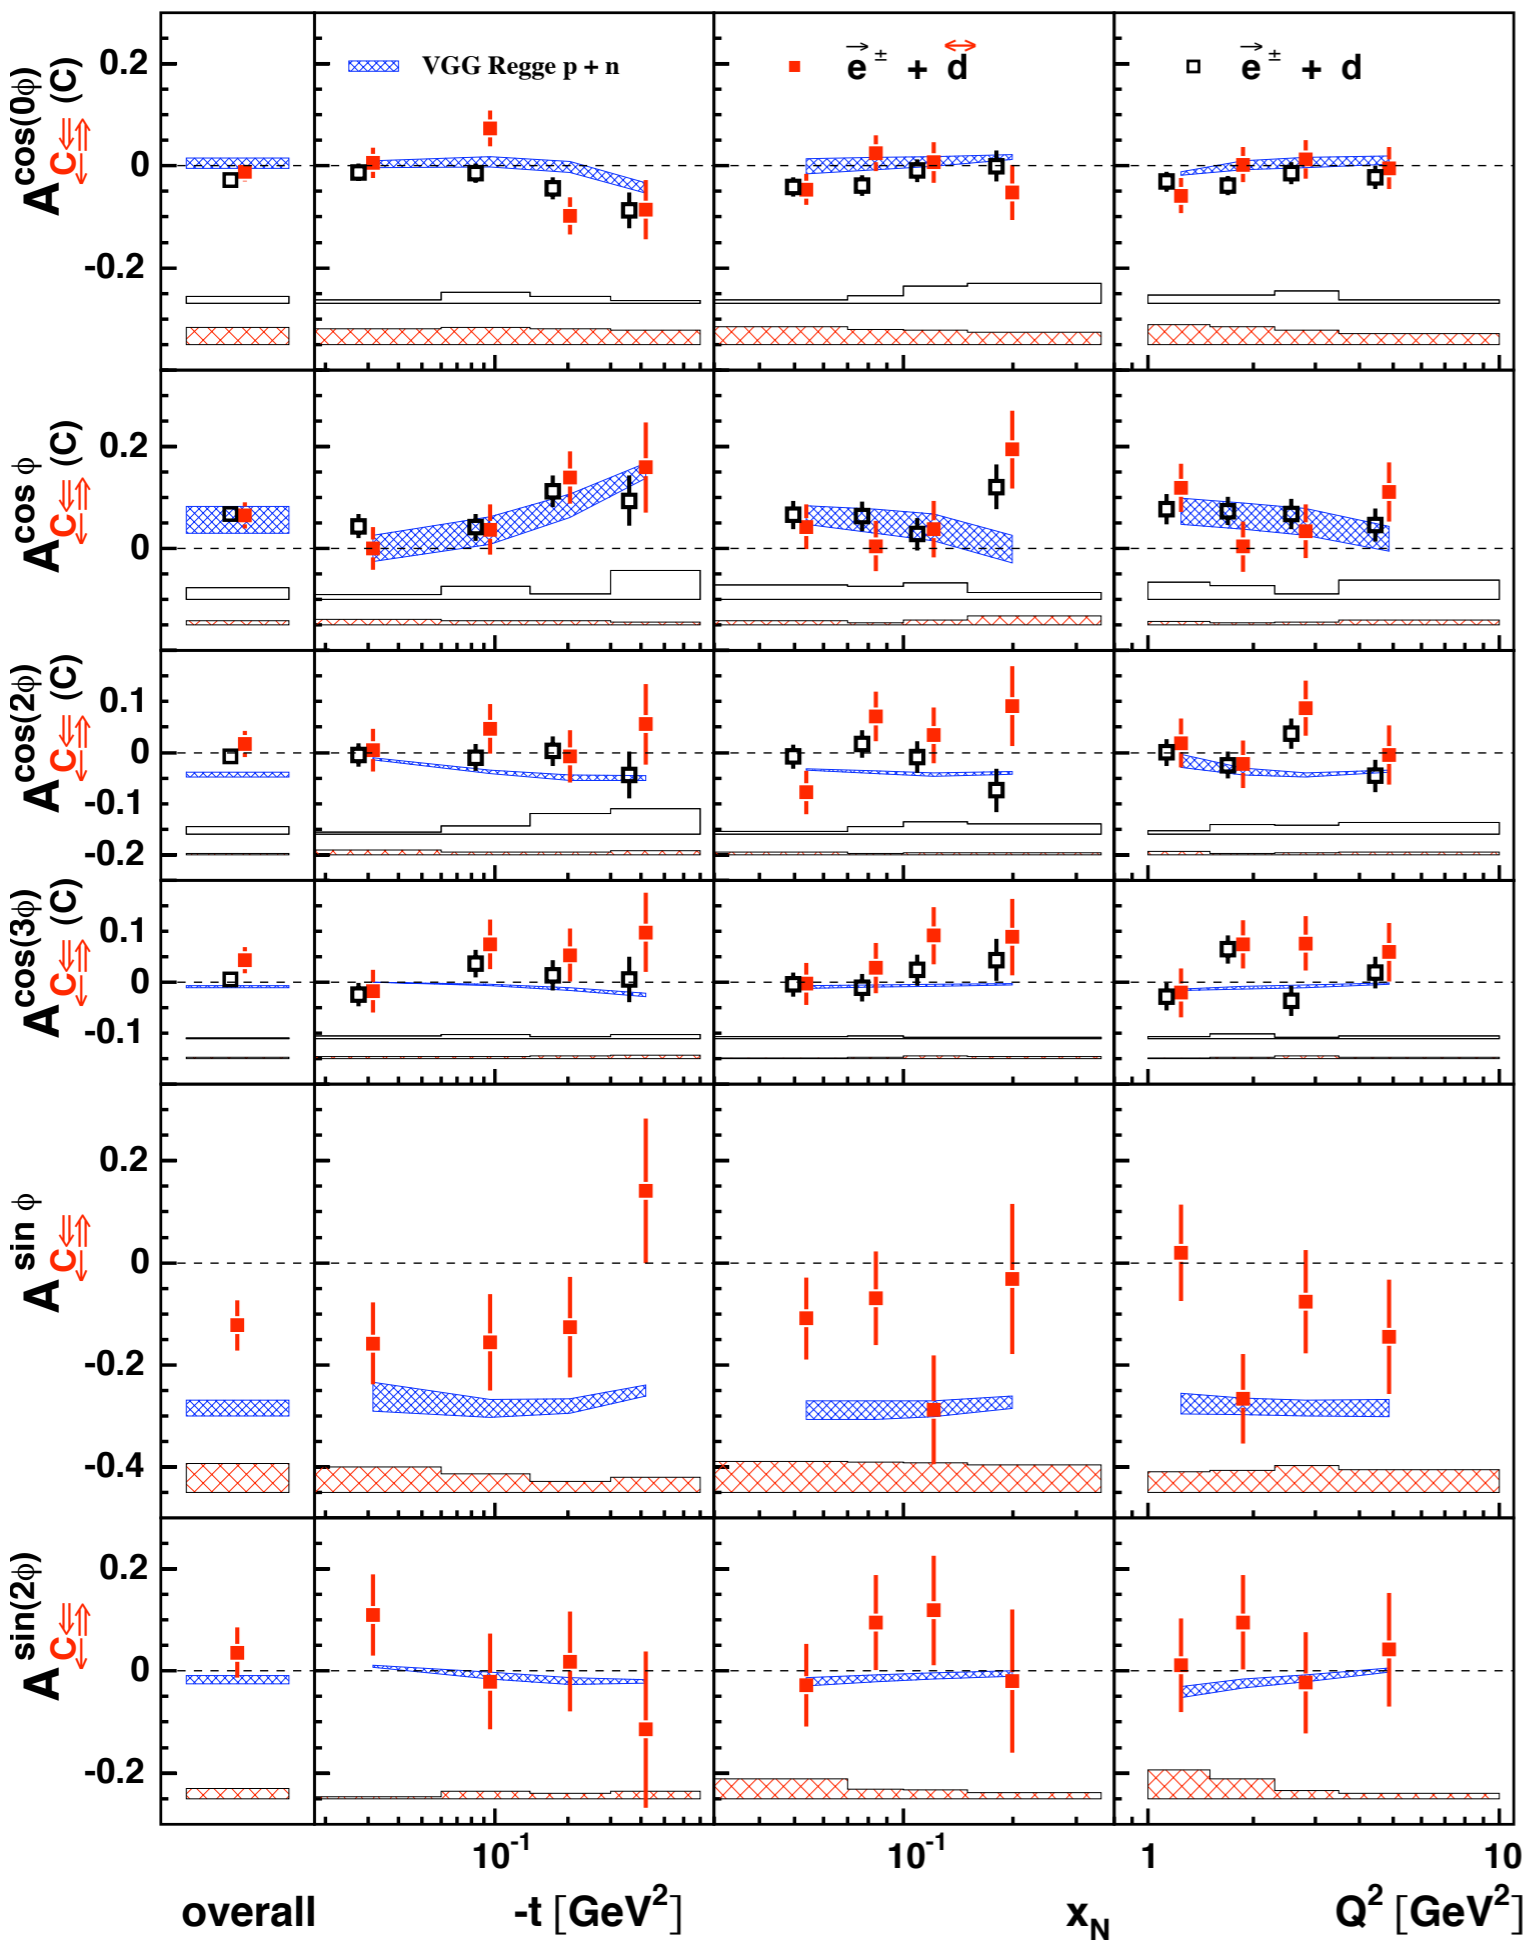 VGG Regge p + n
e→ ± + d↔
e→ ± + d
A C↓⇓⇑ cos(0ϕ) (C)
0.2
0
-0.2
A C↓⇓⇑ cos ϕ (C)
0.2
0
A C↓⇓⇑ cos(2ϕ) (C)
0.1
0
-0.1
-0.2
A C↓⇓⇑ cos(3ϕ) (C)
0.1
0
-0.1
A C↓⇓⇑ sin ϕ
0.2
0
-0.2
-0.4
A C↓⇓⇑ sin(2ϕ)
0.2
0
-0.2
10⁻¹ 10⁻¹ 1 10
overall -t [GeV²] x_N Q² [GeV²]